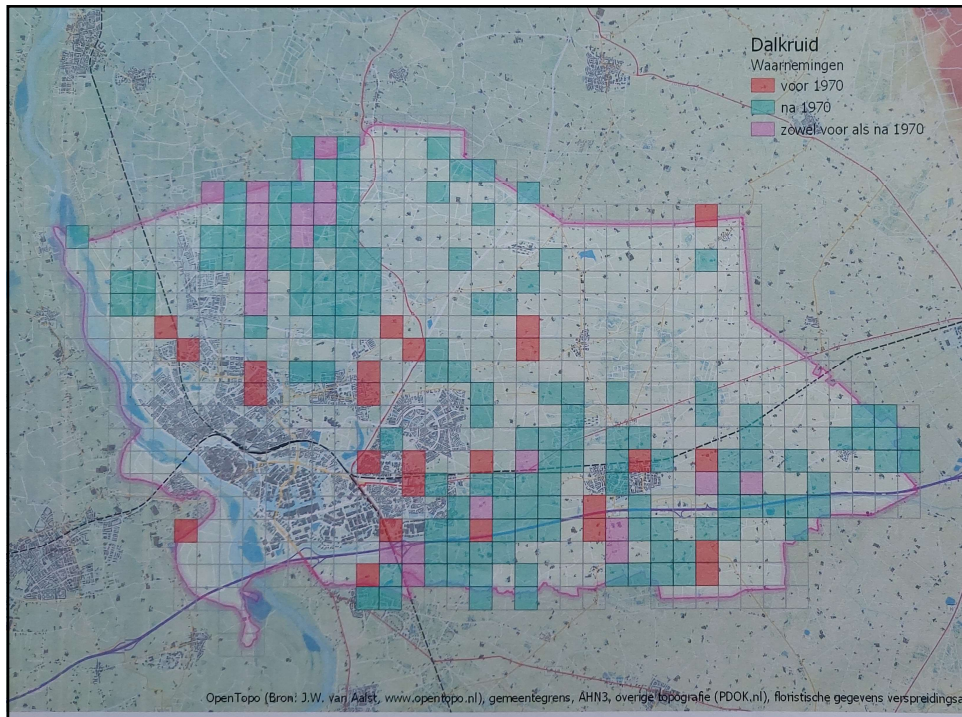 Dalkruid
Waarnemingen
voor 1970
na 1970
zowel voor als na 1970
OpenTopo (Bron: J.W. van Aalst, www.opentopo.nl), gemeentegrens, AHN3, overige topografie (PDOK.nl), floristische gegevens verspreidingsa